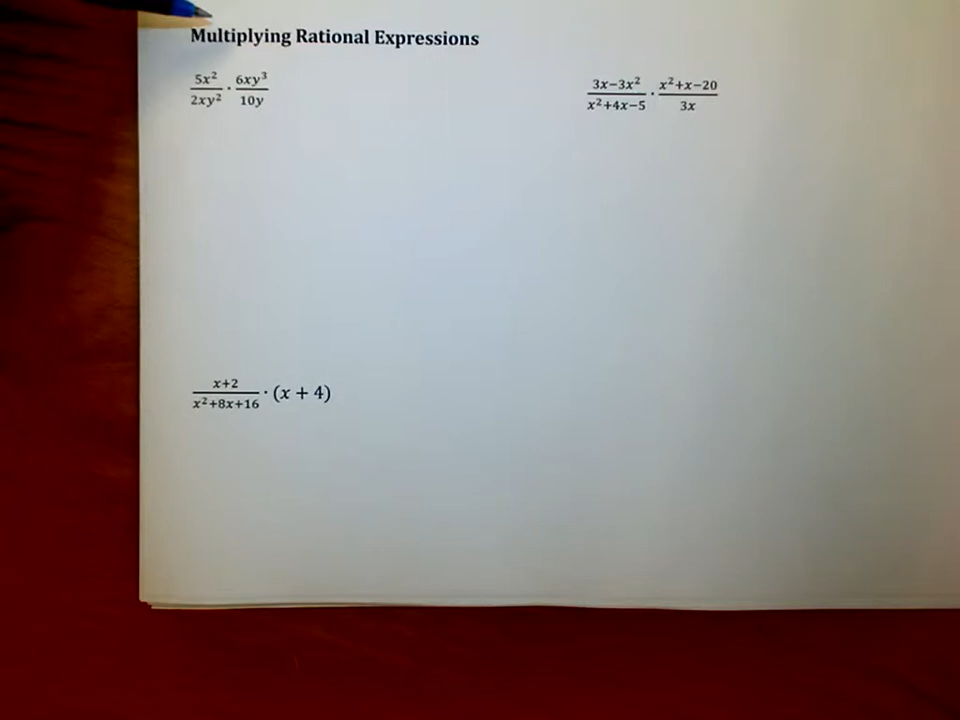 Multiplying Rational Expressions
5x²/2xy² · 6xy³/10y
3x−3x²/x²+4x−5 · x²+x−20/3x
x+2/x²+8x+16 · (x + 4)